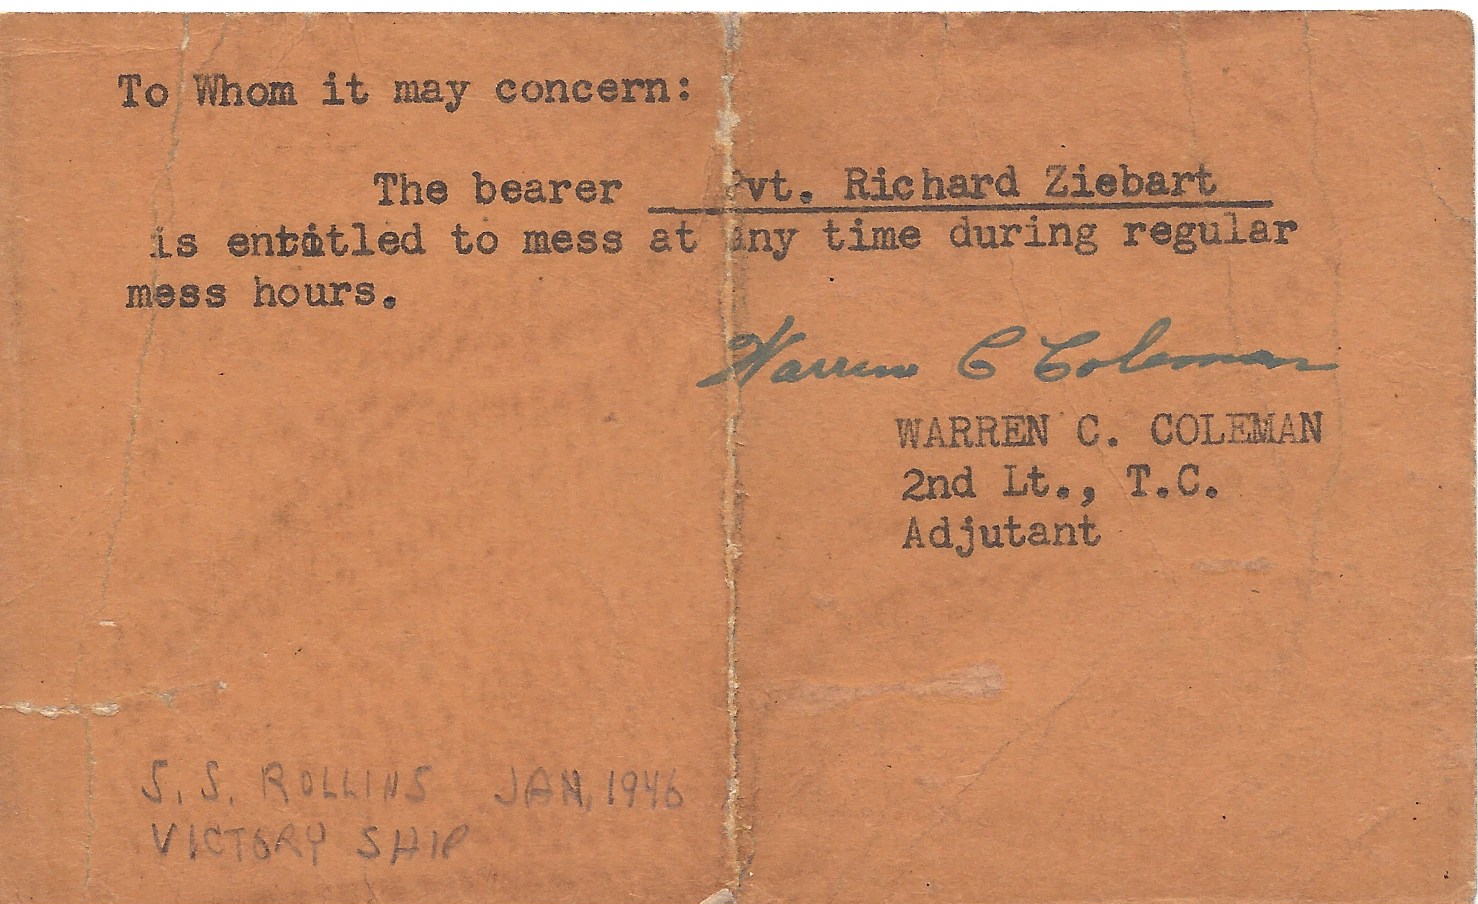 To Whom it may concern:
The bearer Pvt. Richard Ziebart
is entitled to mess at any time during regular
mess hours.
Warren C Coleman
WARREN C. COLEMAN
2nd Lt., T.C.
Adjutant
S.S. ROLLINS JAN, 1946
VICTORY SHIP